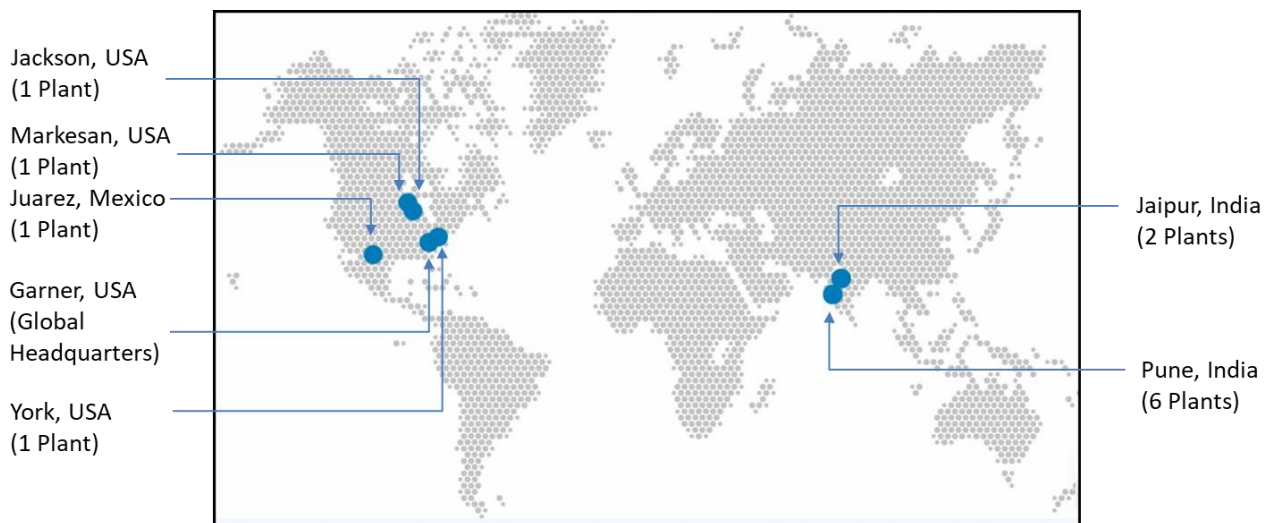 Jackson, USA
(1 Plant)
Markesan, USA
(1 Plant)
Juarez, Mexico
(1 Plant)
Garner, USA
(Global
Headquarters)
York, USA
(1 Plant)
Jaipur, India
(2 Plants)
Pune, India
(6 Plants)